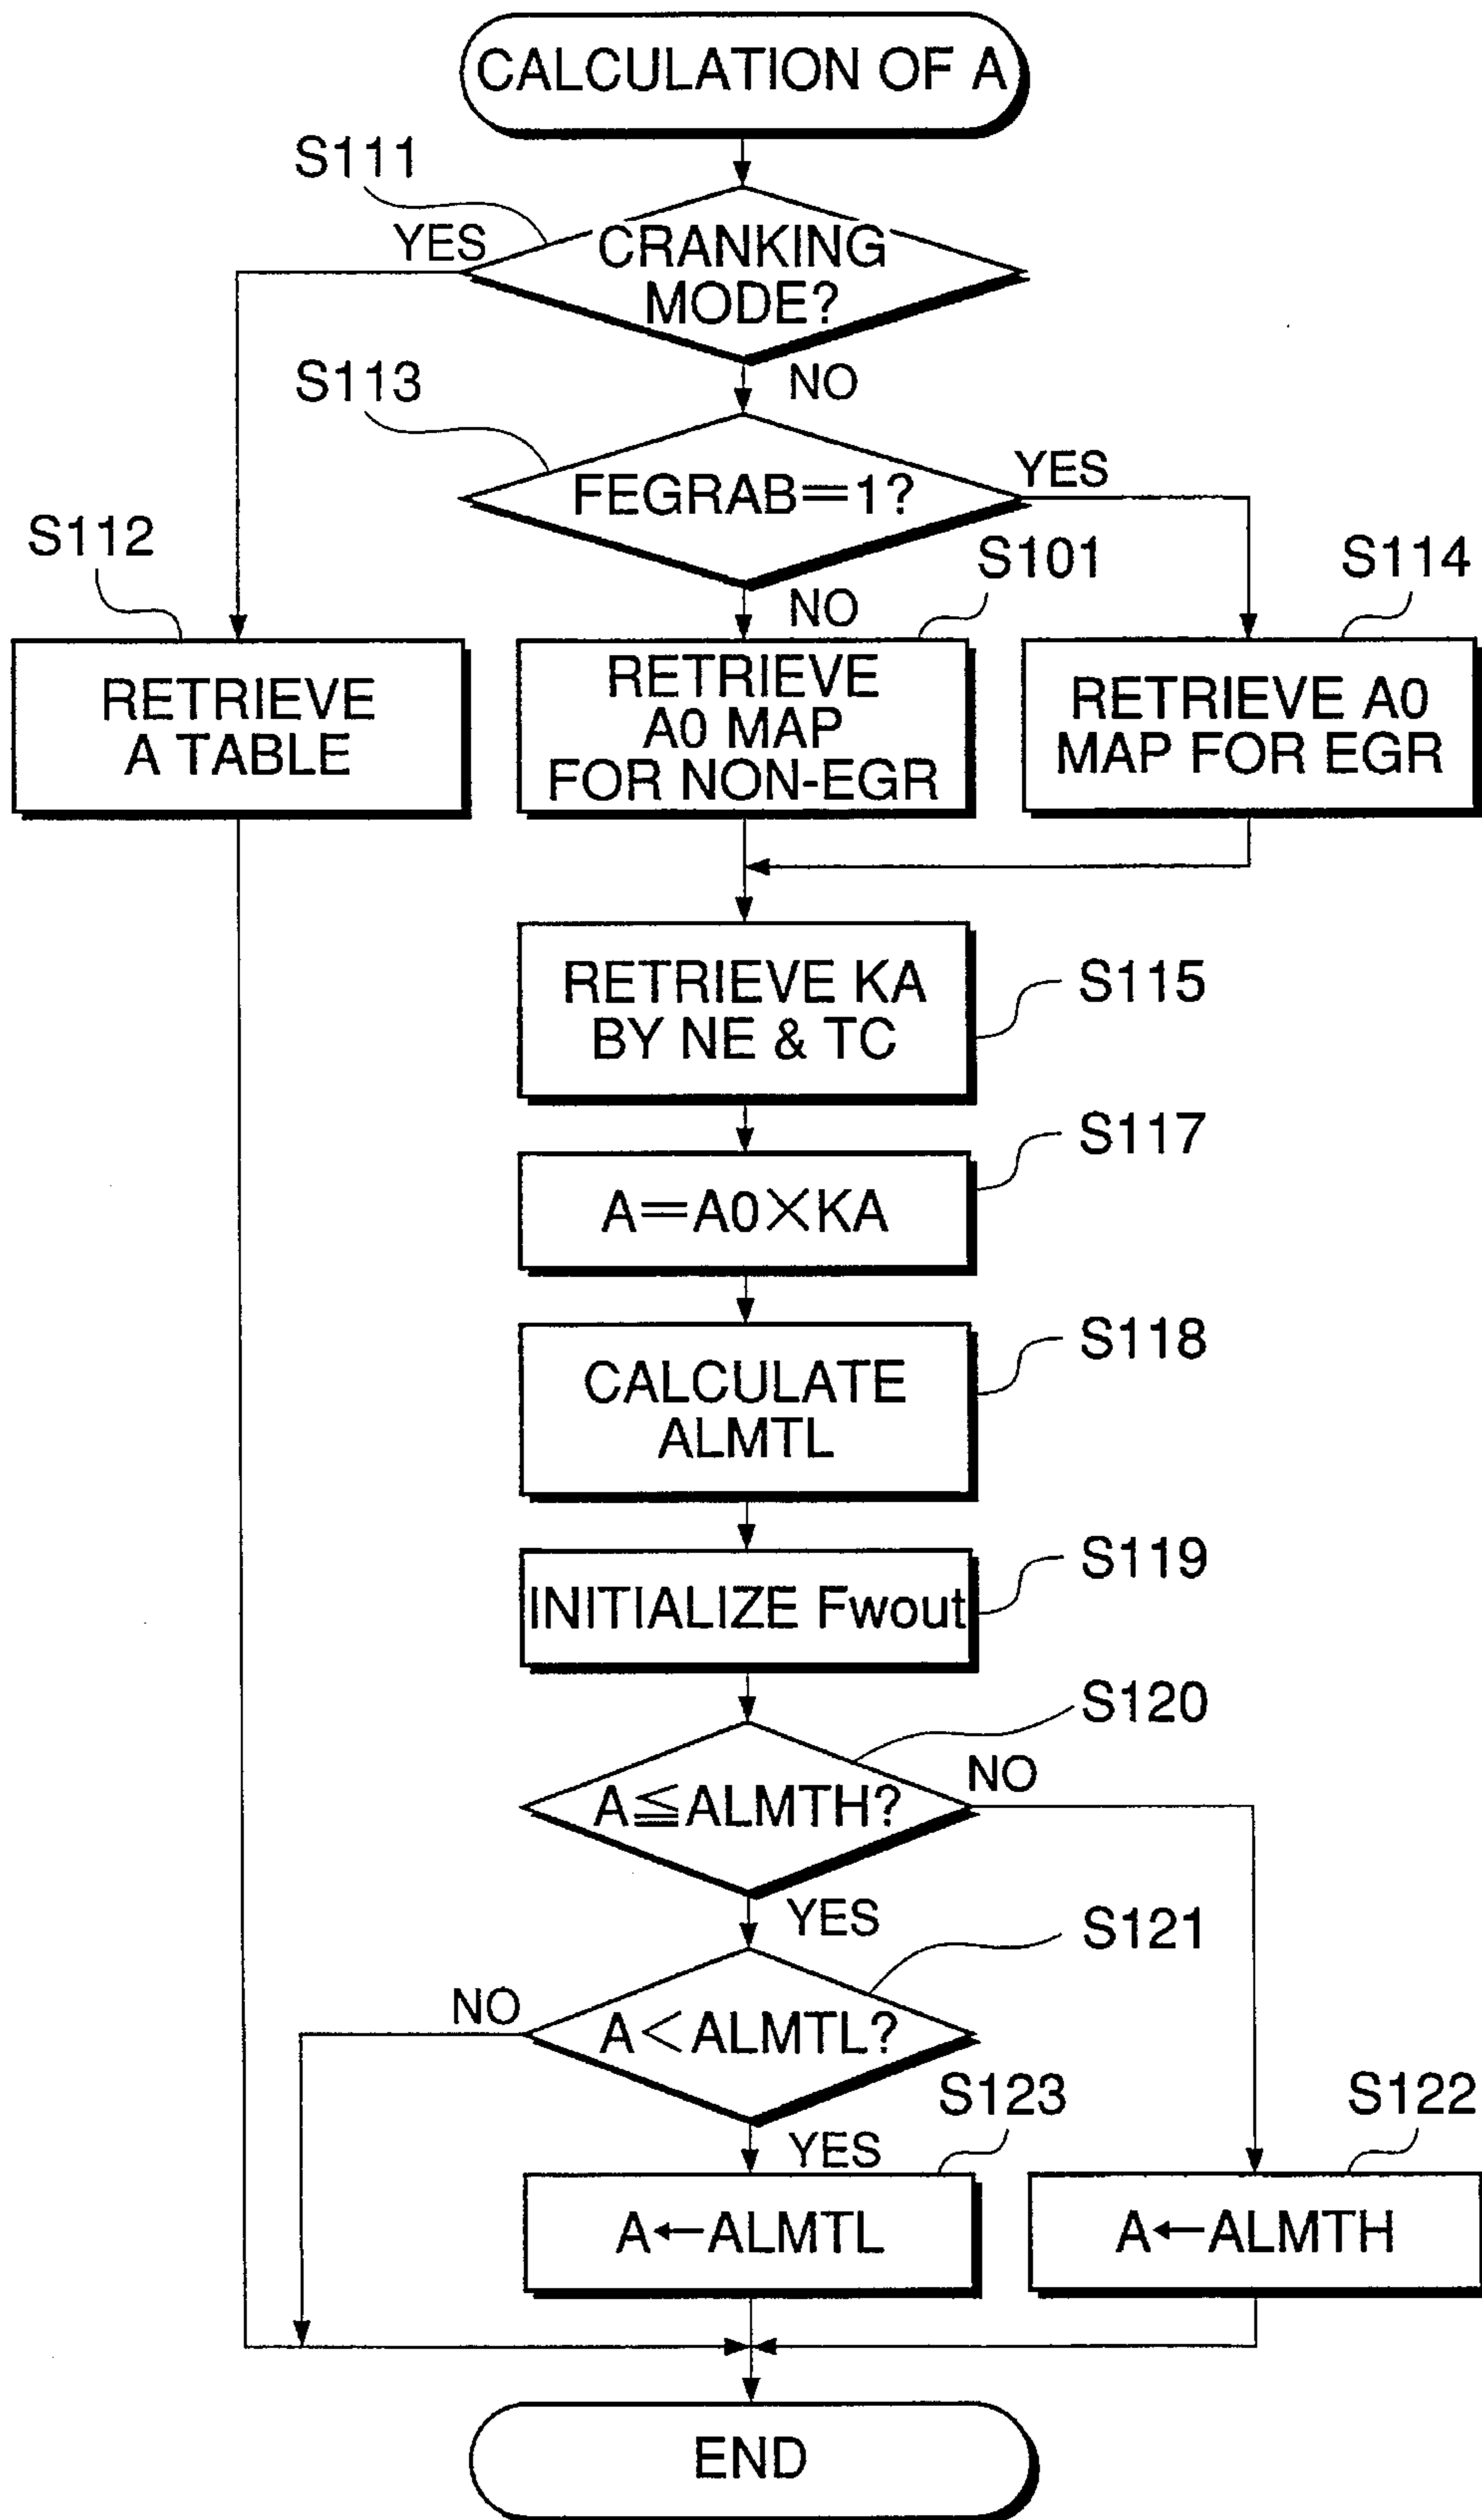 CALCULATION OF A
S111
YES
CRANKING
MODE?
NO
S113
FEGRAB=1?
YES
S112
NO
S101
S114
RETRIEVE
A TABLE
RETRIEVE
A0 MAP
FOR NON-EGR
RETRIEVE A0
MAP FOR EGR
RETRIEVE KA
BY NE & TC
S115
S117
A=A0×KA
S118
CALCULATE
ALMTL
S119
INITIALIZE Fwout
S120
A≦ALMTH?
NO
YES
S121
NO
A<ALMTL?
S123
S122
YES
A←ALMTL
A←ALMTH
END